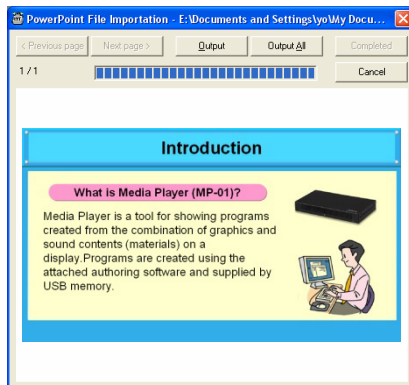 PowerPoint File Importation - E:\Documents and Settings\yo\My Docu...
< Previous page Next page > Output Output All Completed
1 / 1 Cancel
Introduction
What is Media Player (MP-01)?
Media Player is a tool for showing programs
created from the combination of graphics and
sound contents (materials) on a
display.Programs are created using the
attached authoring software and supplied by
USB memory.